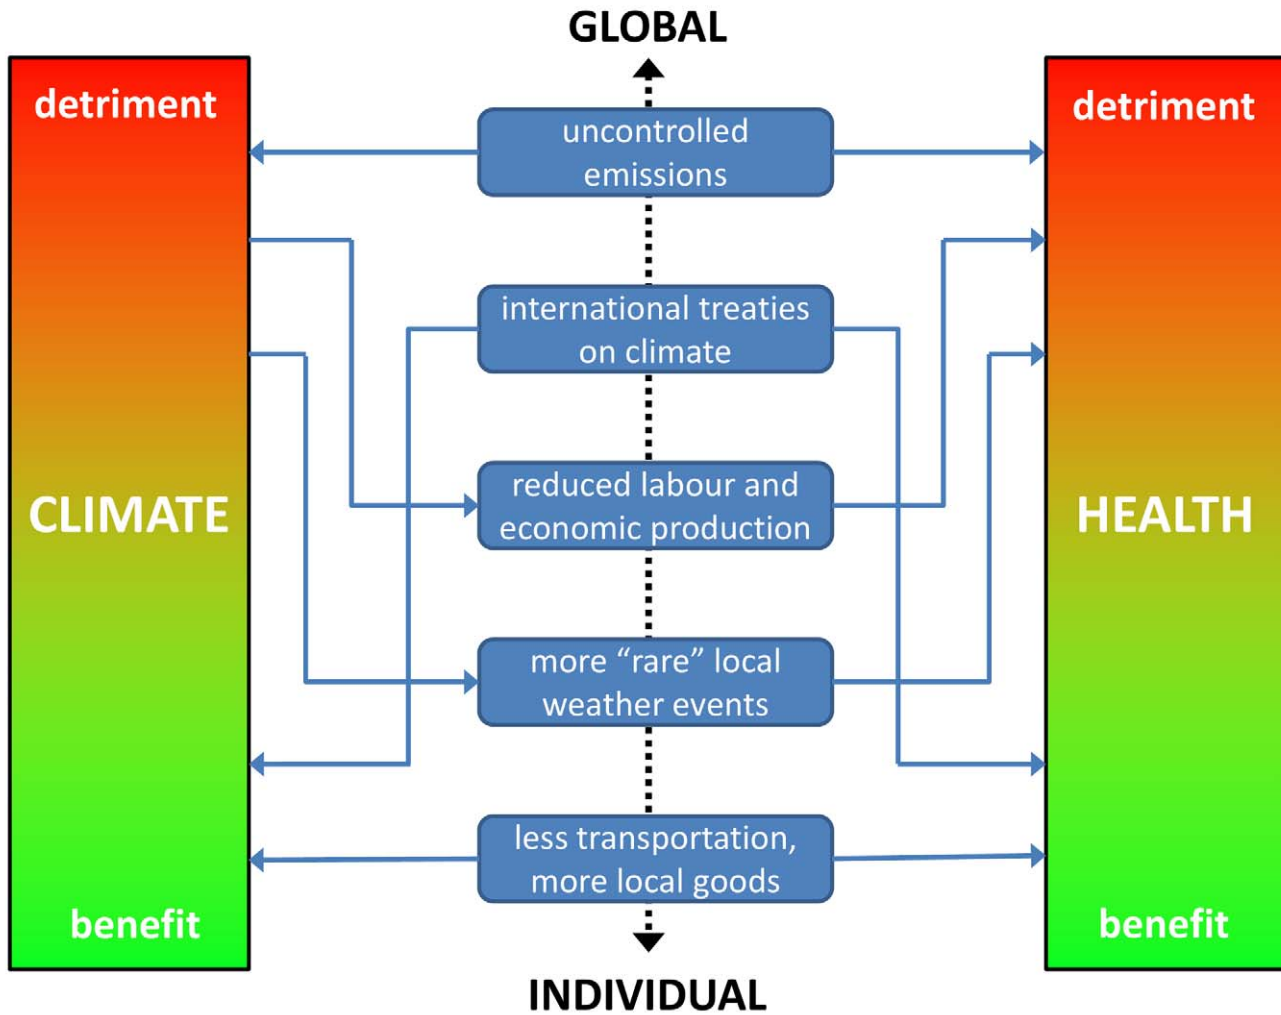 GLOBAL
detriment
uncontrolled
emissions
detriment
international treaties
on climate
CLIMATE
reduced labour and
economic production
HEALTH
more “rare” local
weather events
less transportation,
more local goods
benefit
benefit
INDIVIDUAL